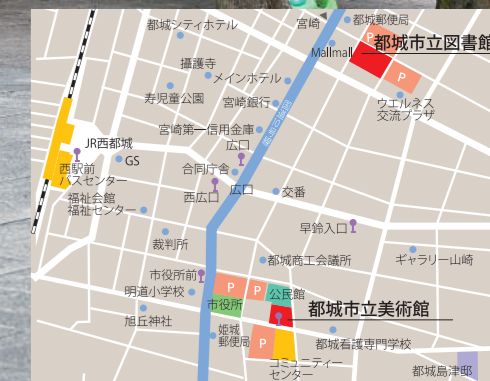 宮崎
都城郵便局
都城シティホテル
Mallmall
都城市立図書館
P
P
攝護寺
メインホテル
寿児童公園
宮崎銀行
ウエルネス
交流プラザ
宮崎第一信用金庫
広口
JR西都城
GS
合同庁舎
西駅前
バスセンター
西広口
広口
交番
福祉会館
福祉センター
早鈴入口
裁判所
都城商工会議所
ギャラリー山崎
市役所前
P
P
公民館
明道小学校
市役所
都城市立美術館
旭丘神社
姫城
郵便局
P
都城看護専門学校
コミュニティー
センター
都城島津邸